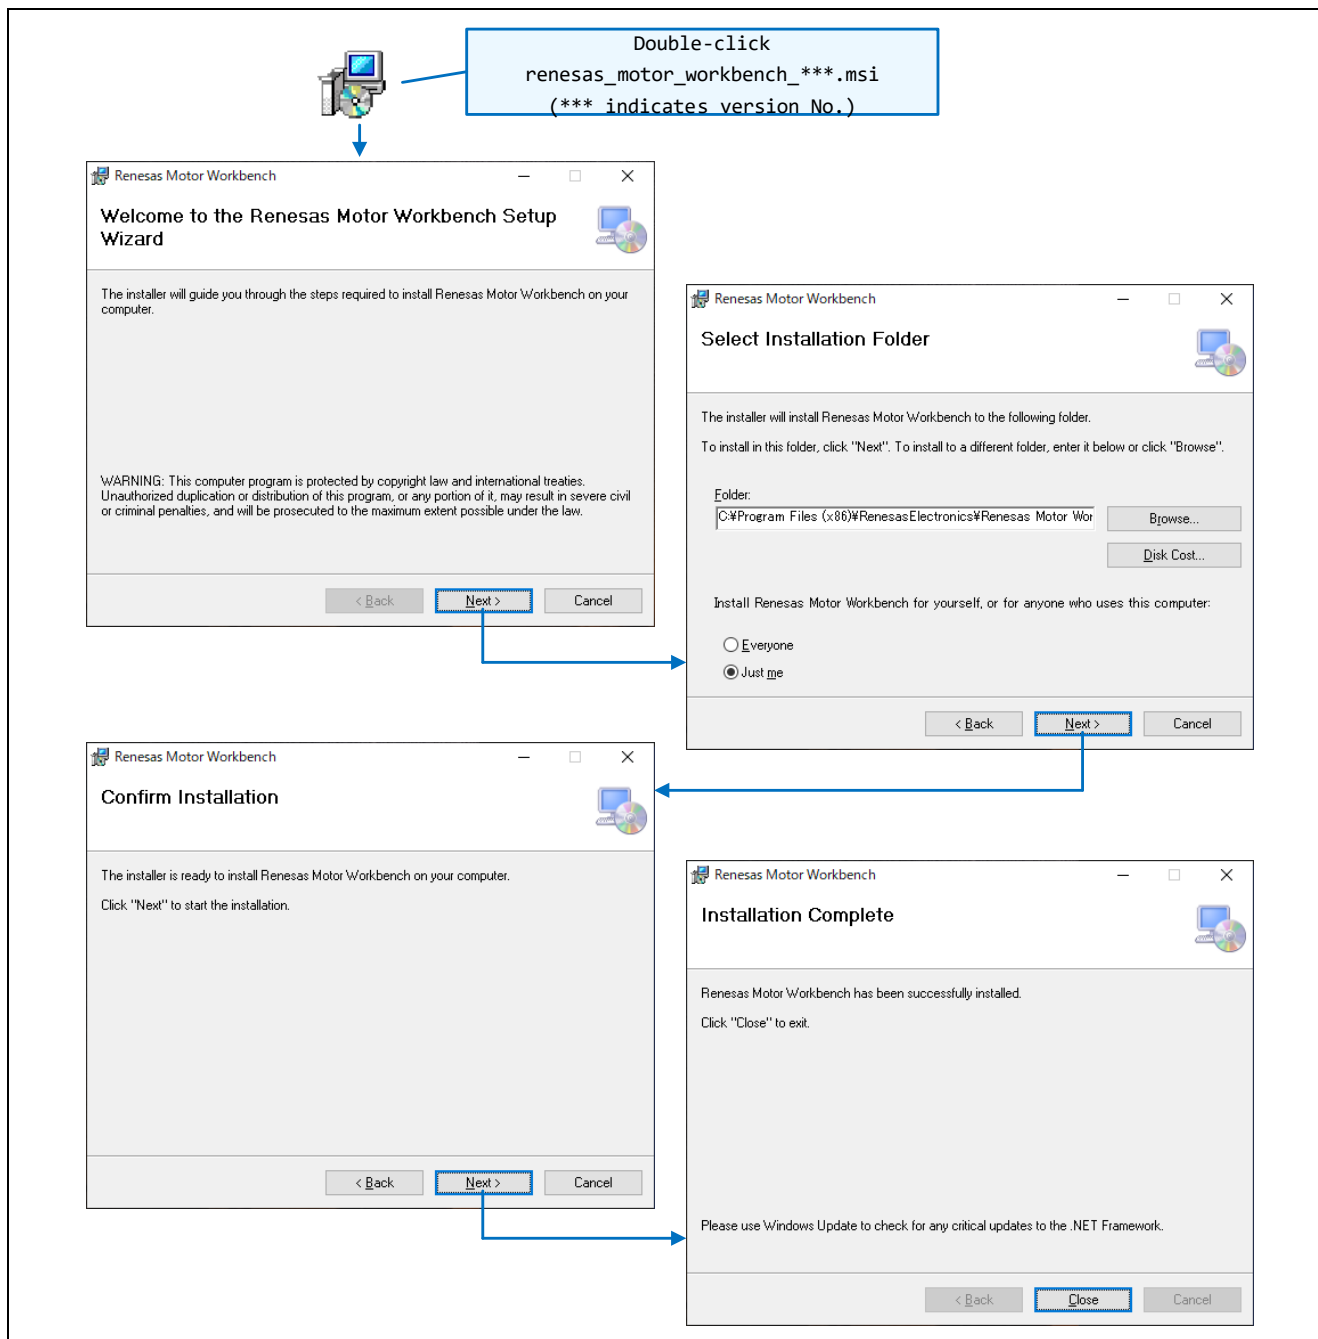 Double-click
renesas_motor_workbench_***.msi
(*** indicates version No.)
Renesas Motor Workbench
Welcome to the Renesas Motor Workbench Setup
Wizard
The installer will guide you through the steps required to install Renesas Motor Workbench on your
computer.
WARNING: This computer program is protected by copyright law and international treaties.
Unauthorized duplication or distribution of this program, or any portion of it, may result in severe civil
or criminal penalties, and will be prosecuted to the maximum extent possible under the law.
< Back
Next >
Cancel
Renesas Motor Workbench
Select Installation Folder
The installer will install Renesas Motor Workbench to the following folder.
To install in this folder, click "Next". To install to a different folder, enter it below or click "Browse".
Folder:
C:¥Program Files (x86)¥RenesasElectronics¥Renesas Motor Wor
Browse...
Disk Cost...
Install Renesas Motor Workbench for yourself, or for anyone who uses this computer:
Everyone
Just me
< Back
Next >
Cancel
Renesas Motor Workbench
Confirm Installation
The installer is ready to install Renesas Motor Workbench on your computer.
Click "Next" to start the installation.
< Back
Next >
Cancel
Renesas Motor Workbench
Installation Complete
Renesas Motor Workbench has been successfully installed.
Click "Close" to exit.
Please use Windows Update to check for any critical updates to the .NET Framework.
< Back
Close
Cancel